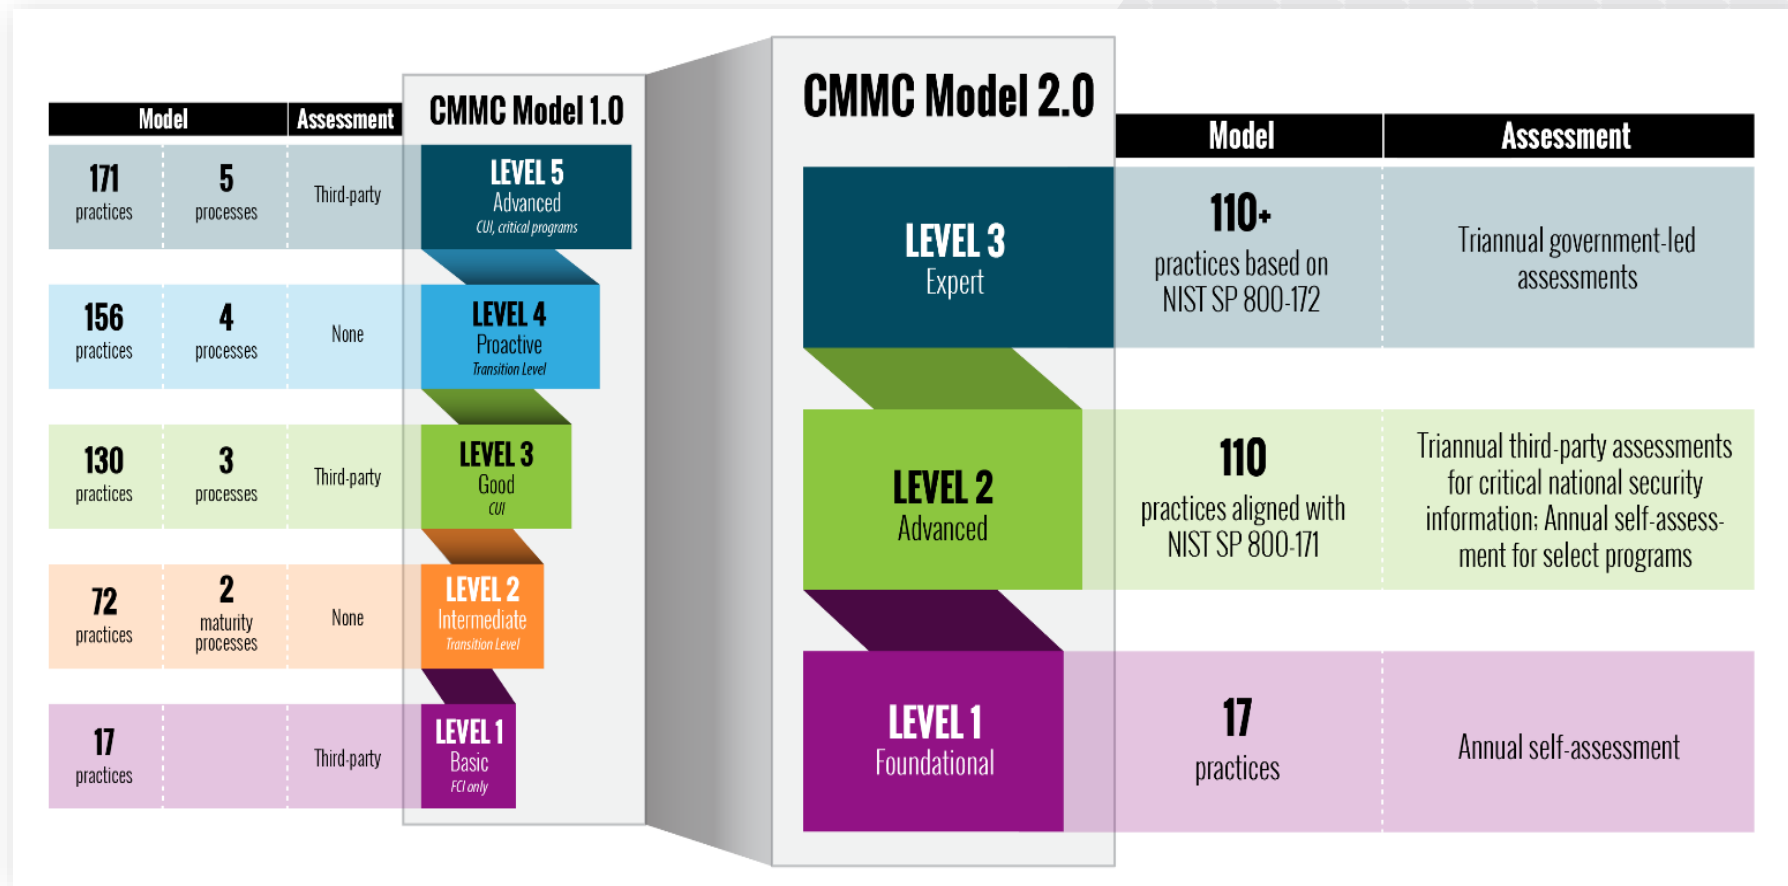 CMMC Model 1.0
Model
Assessment
171
practices
5
processes
Third-party
LEVEL 5
Advanced
CUI, critical programs
156
practices
4
processes
None
LEVEL 4
Proactive
Transition Level
130
practices
3
processes
Third-party
LEVEL 3
Good
CUI
72
practices
2
maturity
processes
None
LEVEL 2
Intermediate
Transition Level
17
practices
Third-party
LEVEL 1
Basic
FCI only
CMMC Model 2.0
Model
Assessment
LEVEL 3
Expert
110+
practices based on
NIST SP 800-172
Triannual government-led
assessments
LEVEL 2
Advanced
110
practices aligned with
NIST SP 800-171
Triannual third-party assessments
for critical national security
information; Annual self-assess-
ment for select programs
LEVEL 1
Foundational
17
practices
Annual self-assessment